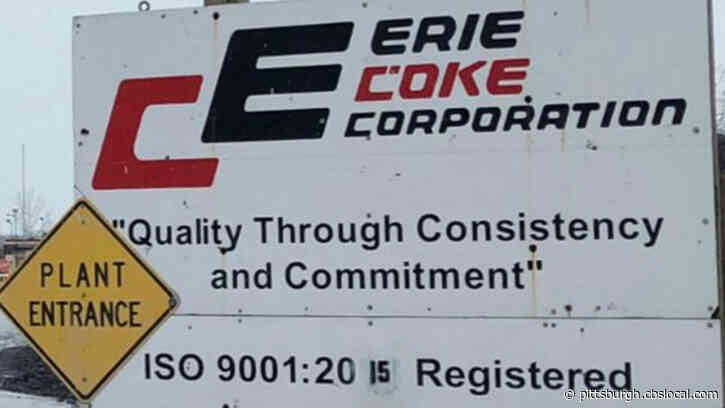 CE ERIE
COKE
CORPORATION
"Quality Through Consistency
and Commitment"
PLANT
ENTRANCE
ISO 9001:2015 Registered
pittsburgh.cbslocal.com